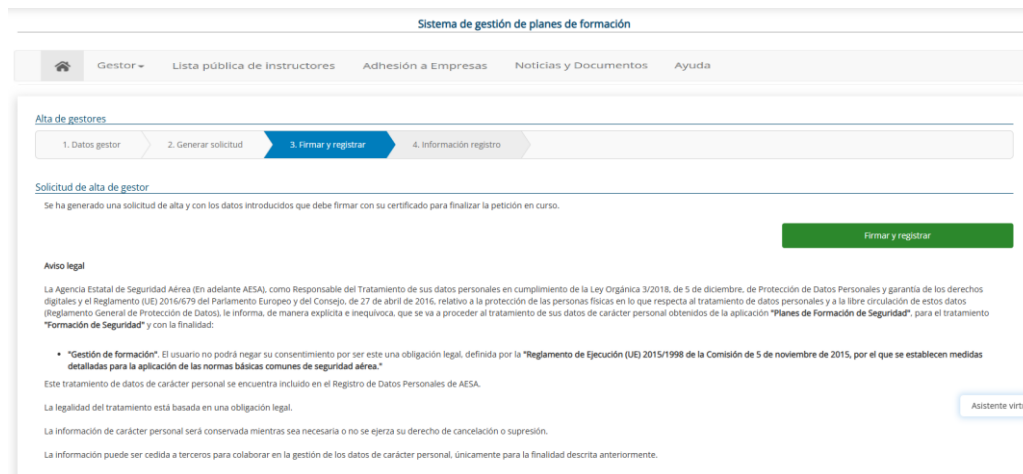 Sistema de gestión de planes de formación
Gestor Lista pública de instructores Adhesión a Empresas Noticias y Documentos Ayuda
Alta de gestores
1. Datos gestor 2. Generar solicitud 3. Firmar y registrar 4. Información registro
Solicitud de alta de gestor
Se ha generado una solicitud de alta y con los datos introducidos que debe firmar con su certificado para finalizar la petición en curso.
Firmar y registrar
Aviso legal
La Agencia Estatal de Seguridad Aérea (En adelante AESA), como Responsable del Tratamiento de sus datos personales en cumplimiento de la Ley Orgánica 3/2018, de 5 de diciembre, de Protección de Datos Personales y garantía de los derechos
digitales y el Reglamento (UE) 2016/679 del Parlamento Europeo y del Consejo, de 27 de abril de 2016, relativo a la protección de las personas físicas en lo que respecta al tratamiento de datos personales y a la libre circulación de estos datos
(Reglamento General de Protección de Datos), le informa, de manera explícita e inequívoca, que se va a proceder al tratamiento de sus datos de carácter personal obtenidos de la aplicación "Planes de Formación de Seguridad", para el tratamiento
"Formación de Seguridad" y con la finalidad:
• "Gestión de formación". El usuario no podrá negar su consentimiento por ser este una obligación legal, definida por la "Reglamento de Ejecución (UE) 2015/1998 de la Comisión de 5 de noviembre de 2015, por el que se establecen medidas
detalladas para la aplicación de las normas básicas comunes de seguridad aérea."
Este tratamiento de datos de carácter personal se encuentra incluido en el Registro de Datos Personales de AESA.
La legalidad del tratamiento está basada en una obligación legal.
Asistente virtu
La información de carácter personal será conservada mientras sea necesaria o no se ejerza su derecho de cancelación o supresión.
La información puede ser cedida a terceros para colaborar en la gestión de los datos de carácter personal, únicamente para la finalidad descrita anteriormente.